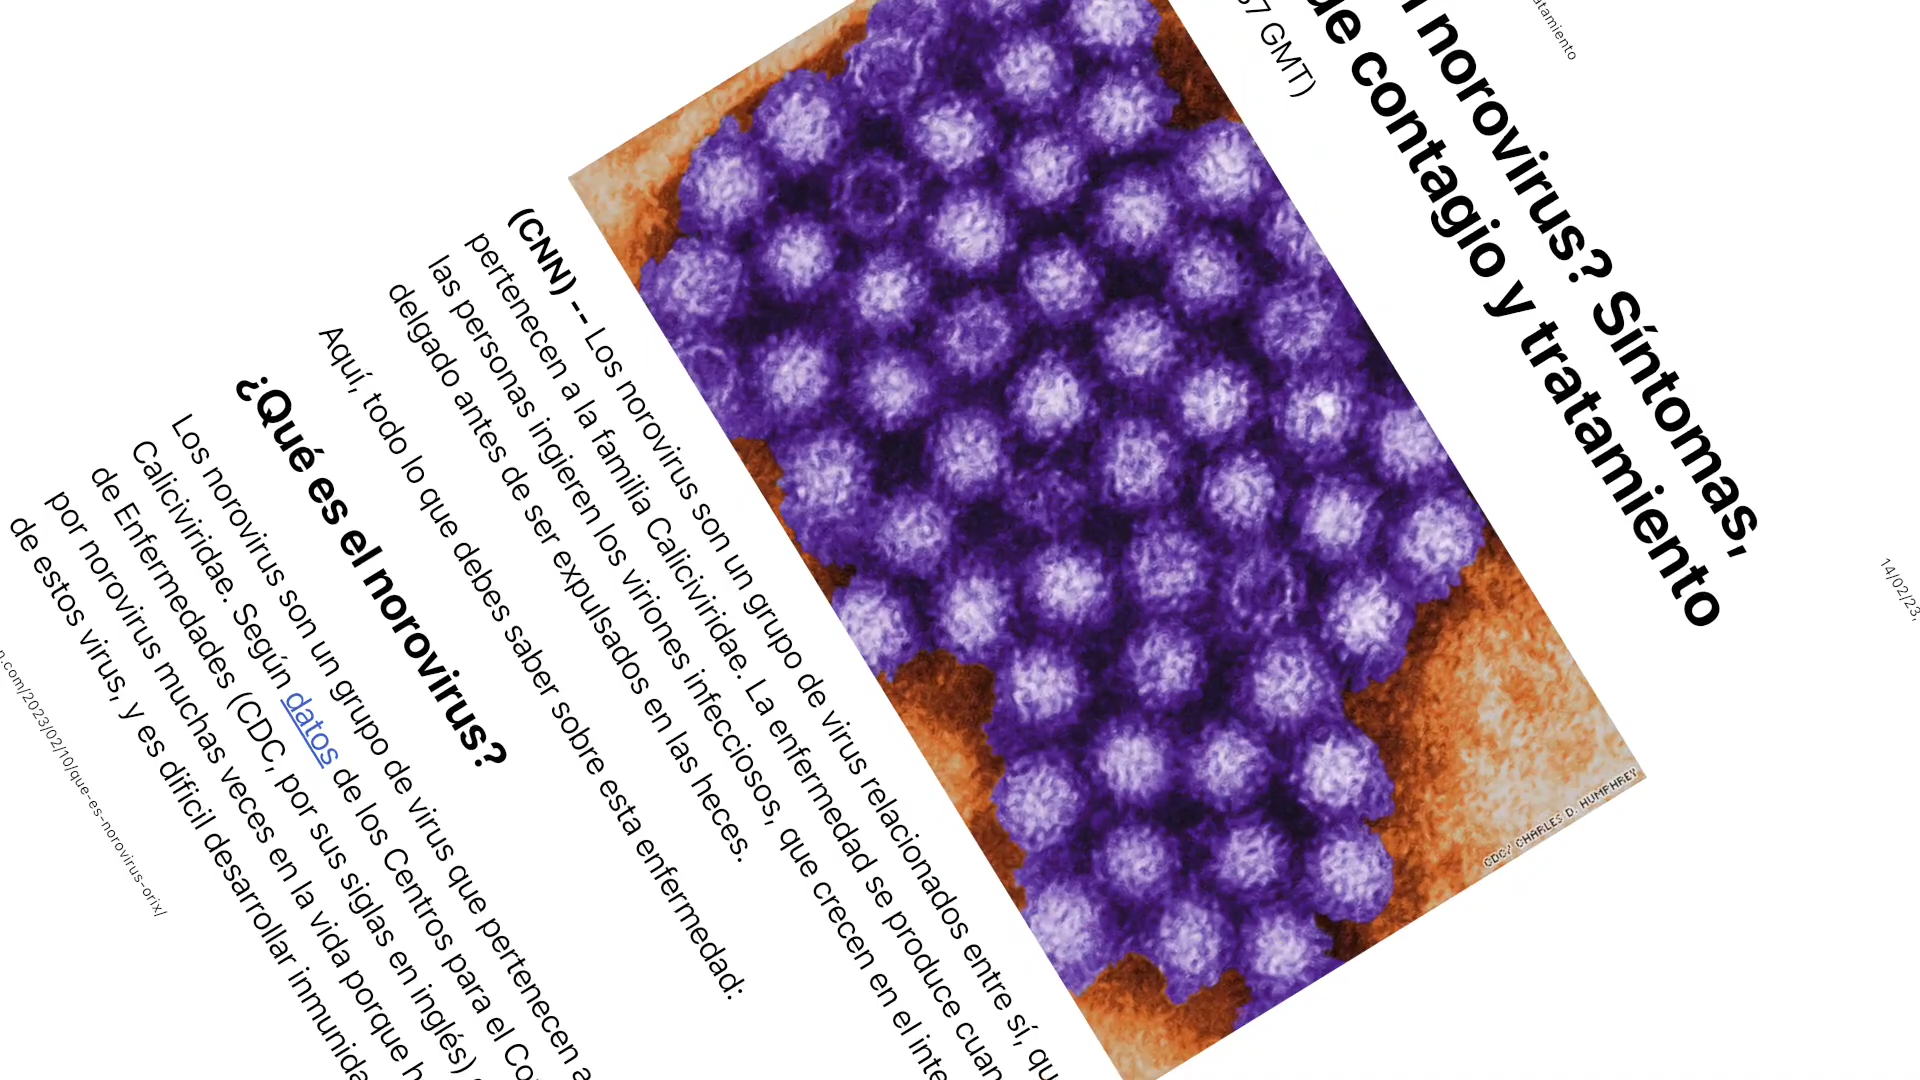 14/02/23,
atamiento
norovirus? Síntomas,
de contagio y tratamiento
37 GMT)
CDC/ CHARLES D. HUMPHREY
(CNN) -- Los norovirus son un grupo de virus relacionados entre sí, qu
pertenecen a la familia Caliciviridae. La enfermedad se produce cuan
las personas ingieren los viriones infecciosos, que crecen en el inte
delgado antes de ser expulsados en las heces.
Aquí, todo lo que debes saber sobre esta enfermedad:
¿Qué es el norovirus?
Los norovirus son un grupo de virus que pertenecen a
Caliciviridae. Según datos de los Centros para el Co
de Enfermedades (CDC, por sus siglas en inglés)
por norovirus muchas veces en la vida porque h
de estos virus, y es difícil desarrollar inmunida
n.com/2023/02/10/que-es-norovirus-orix/